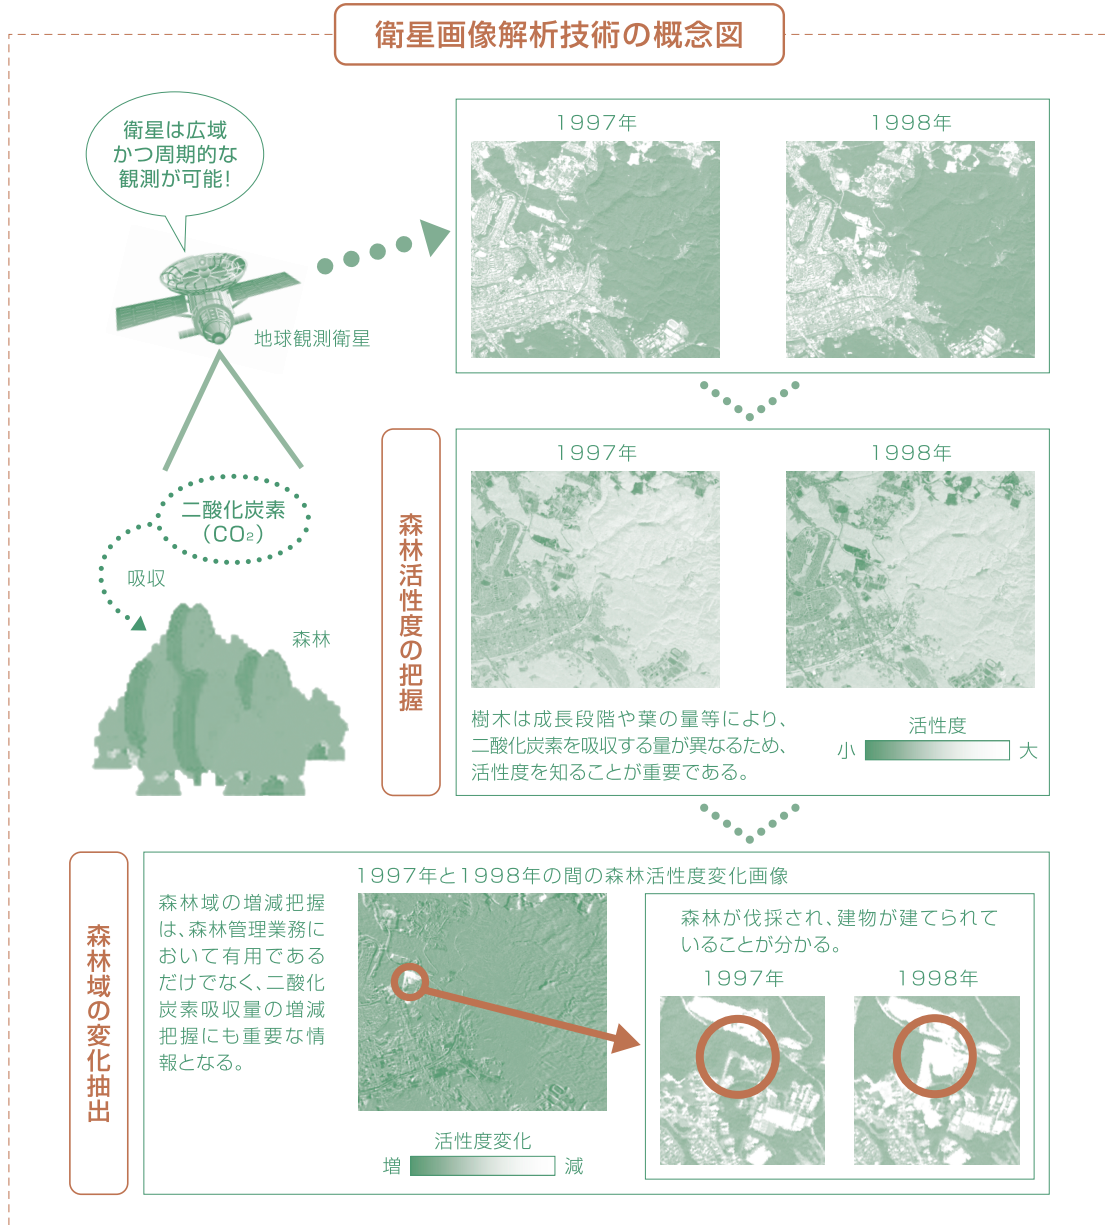 衛星画像解析技術の概念図
衛星は広域
かつ周期的な
観測が可能!
地球観測衛星
1997年
1998年
二酸化炭素
（CO₂）
吸収
森林
森林活性度の把握
1997年
1998年
樹木は成長段階や葉の量等により、
二酸化炭素を吸収する量が異なるため、
活性度を知ることが重要である。
活性度
小
大
森林域の変化抽出
森林域の増減把握
は、森林管理業務に
おいて有用である
だけでなく、二酸化
炭素吸収量の増減
把握にも重要な情
報となる。
1997年と1998年の間の森林活性度変化画像
活性度変化
増
減
森林が伐採され、建物が建てられて
いることが分かる。
1997年
1998年